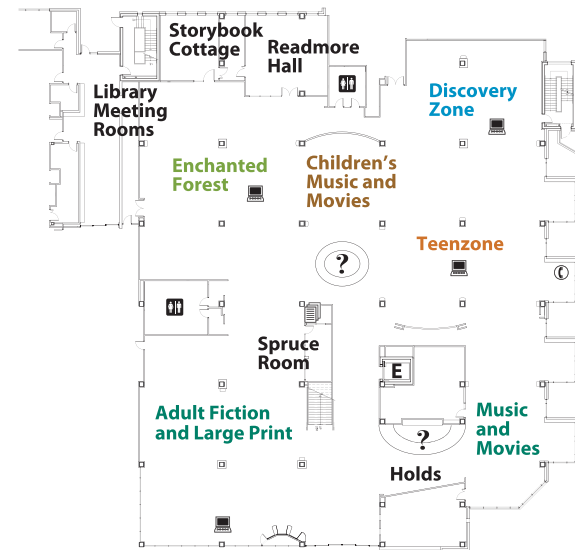 Storybook
Cottage
Readmore
Hall
Library
Meeting
Rooms
Discovery
Zone
Enchanted
Forest
Children's
Music and
Movies
Teenzone
?
Spruce
Room
E
Adult Fiction
and Large Print
Music
and
Movies
?
Holds